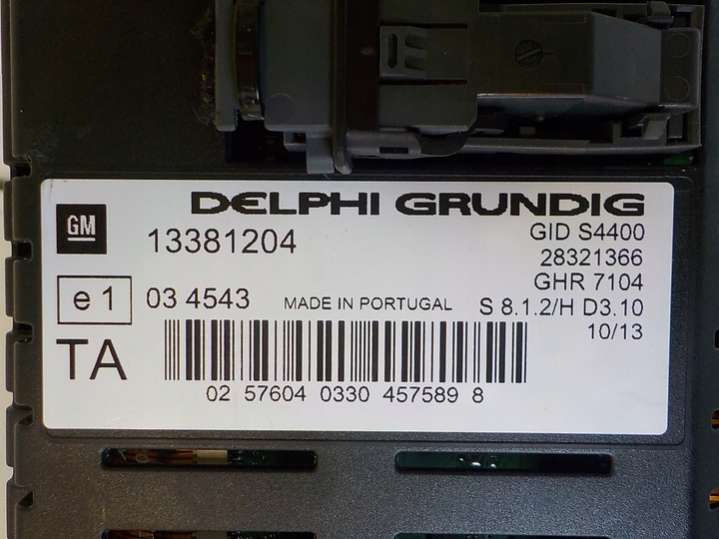 DELPHI GRUNDIG
GM
13381204
GID S4400
28321366
GHR 7104
e 1
03 4543
MADE IN PORTUGAL
S 8.1.2/H D3.10
10/13
TA
02 57604 0330 457589 8